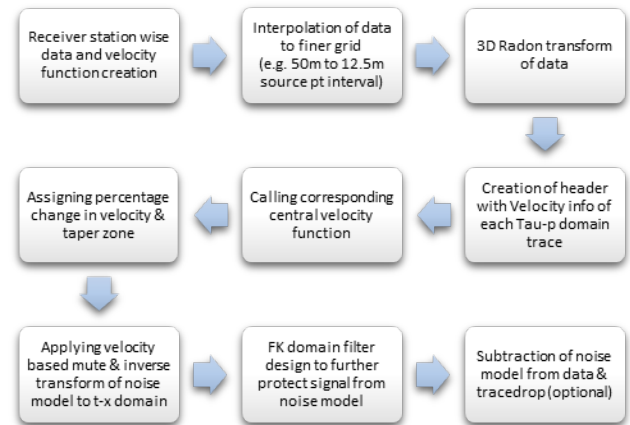 Receiver station wise
data and velocity
function creation
Interpolation of data
to finer grid
(e.g. 50m to 12.5m
source pt interval)
3D Radon transform
of data
Creation of header
with Velocity info of
each Tau-p domain
trace
Calling corresponding
central velocity
function
Assigning percentage
change in velocity &
taper zone
Applying velocity
based mute & inverse
transform of noise
model to t-x domain
FK domain filter
design to further
protect signal from
noise model
Subtraction of noise
model from data &
tracedrop (optional)